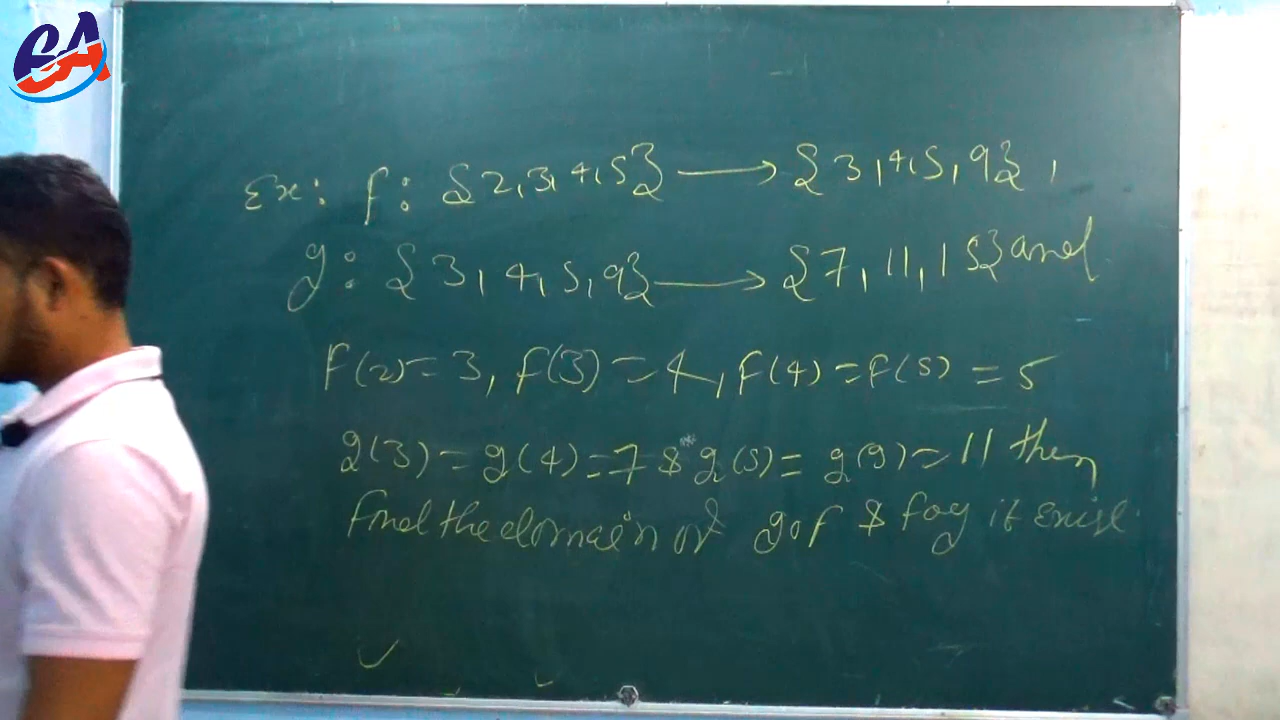 CA
Ex: f: {2,3,4,5} → {3,4,5,9},
g: {3,4,5,9} → {7,11,15} and
f(2)=3, f(3)=4, f(4)=f(5)=5
g(3)=g(4)=7 & g(5)=g(9)=11 then
find the domain of gof & fog if exist.